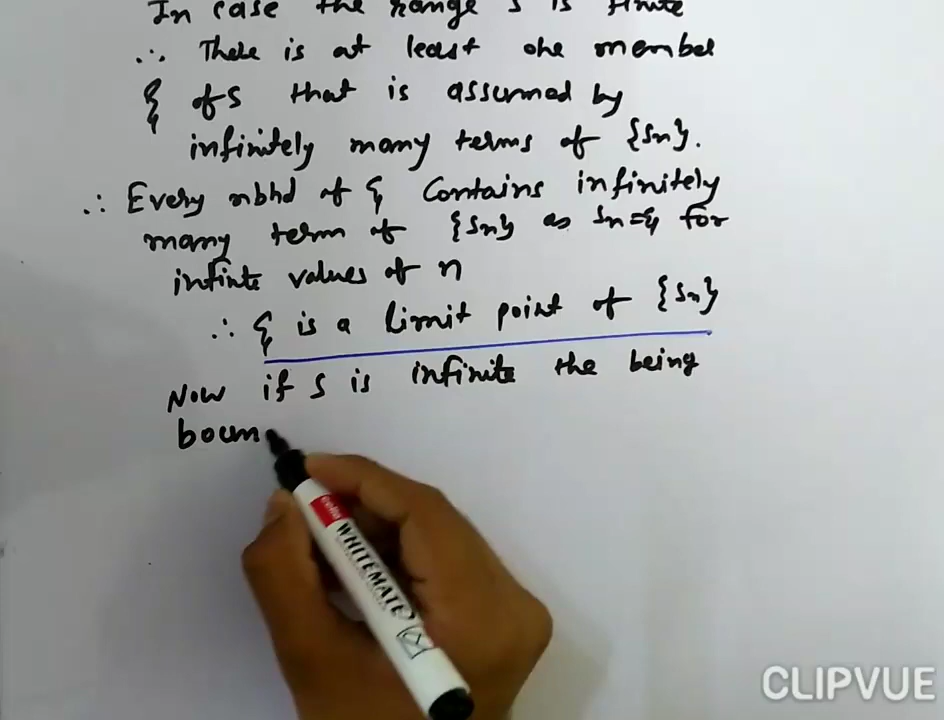 In case the range S is finite
∴ There is at least one member
ξ of S that is assumed by
infinitely many terms of {Sn}.
∴ Every nbhd of ξ Contains infinitely
many term of {Sn} as Sn=ξ for
infinte values of n
∴ ξ is a limit point of {Sn}
Now if S is infinite the being
boun
Cello
WHITEMATE
CLIPVUE